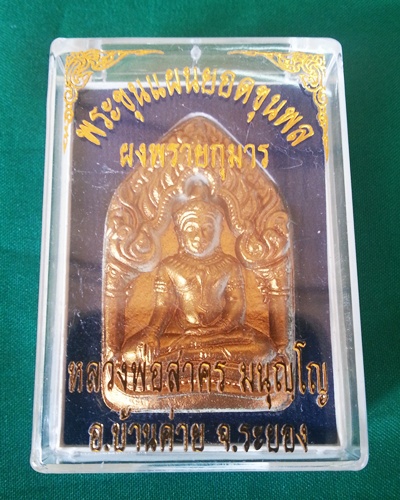 พระขุนแผนยอดขุนพล
ผงพรายกุมาร
หลวงพ่อสาคร มนุญฺโญ
อ.บ้านค่าย จ.ระยอง